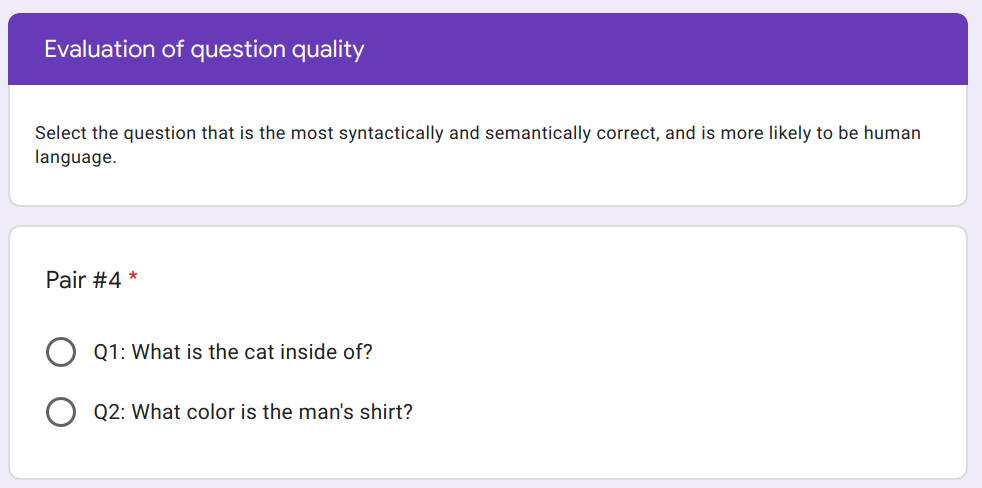 Evaluation of question quality
Select the question that is the most syntactically and semantically correct, and is more likely to be human
language.
Pair #4 *
Q1: What is the cat inside of?
Q2: What color is the man's shirt?